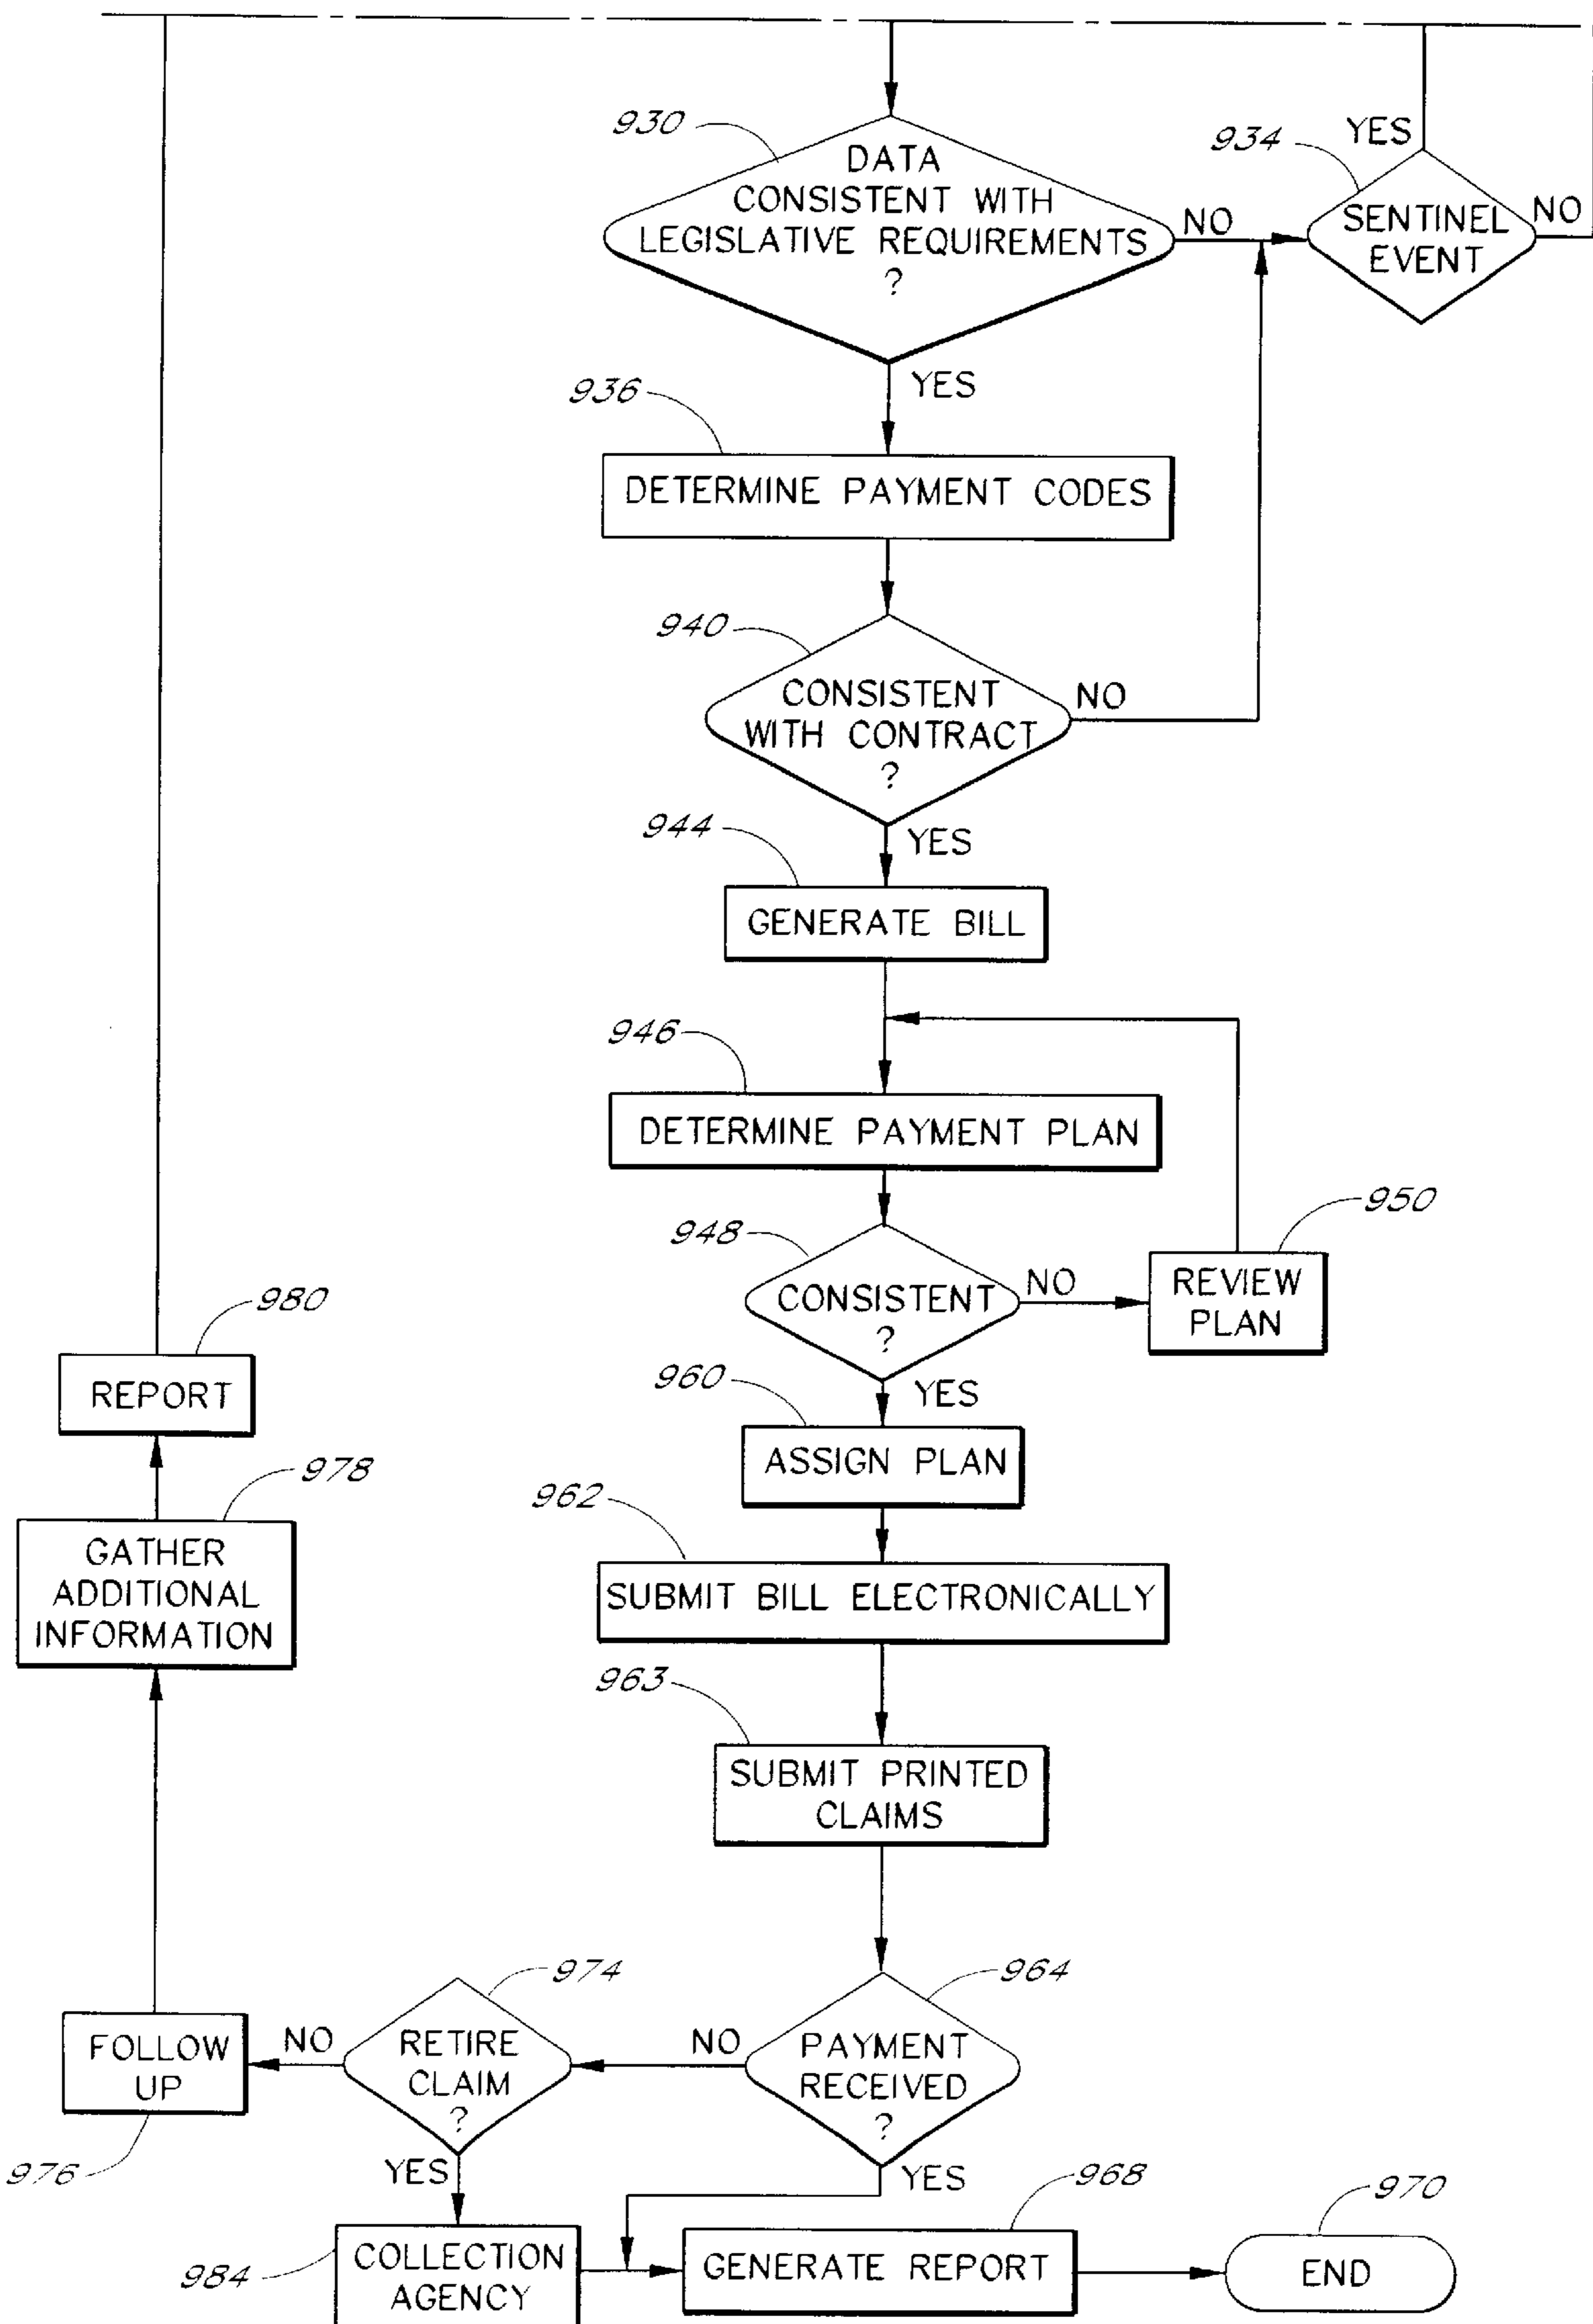 930
DATA
CONSISTENT WITH
LEGISLATIVE REQUIREMENTS
?
NO
YES
934
YES
SENTINEL
EVENT
NO
936
DETERMINE PAYMENT CODES
940
CONSISTENT
WITH CONTRACT
?
NO
YES
944
GENERATE BILL
946
DETERMINE PAYMENT PLAN
948
CONSISTENT
?
NO
950
REVIEW
PLAN
YES
960
ASSIGN PLAN
962
SUBMIT BILL ELECTRONICALLY
963
SUBMIT PRINTED
CLAIMS
964
PAYMENT
RECEIVED
?
NO
YES
974
RETIRE
CLAIM
?
NO
YES
FOLLOW
UP
976
978
GATHER
ADDITIONAL
INFORMATION
980
REPORT
984
COLLECTION
AGENCY
968
GENERATE REPORT
970
END